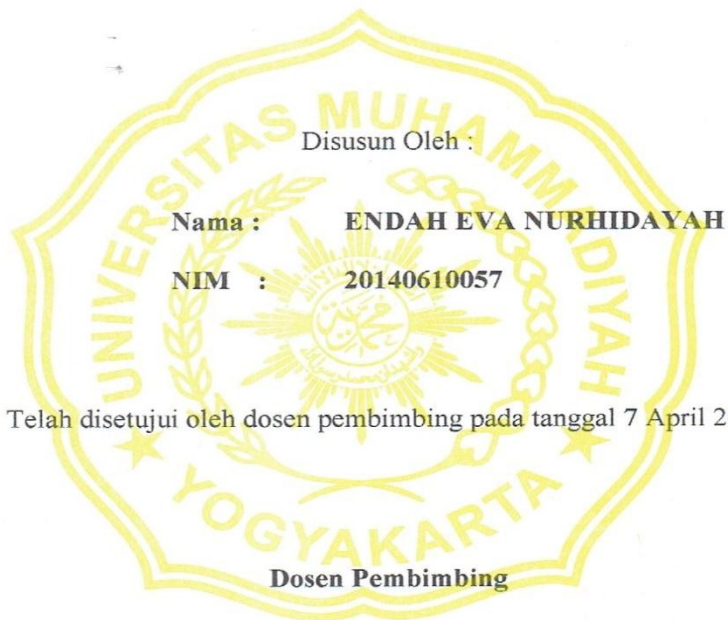 UNIVERSITAS MUHAMMADIYAH
Disusun Oleh :
Nama : ENDAH EVA NURHIDAYAH
NIM : 20140610057
Telah disetujui oleh dosen pembimbing pada tanggal 7 April 2
YOGYAKARTA
Dosen Pembimbing